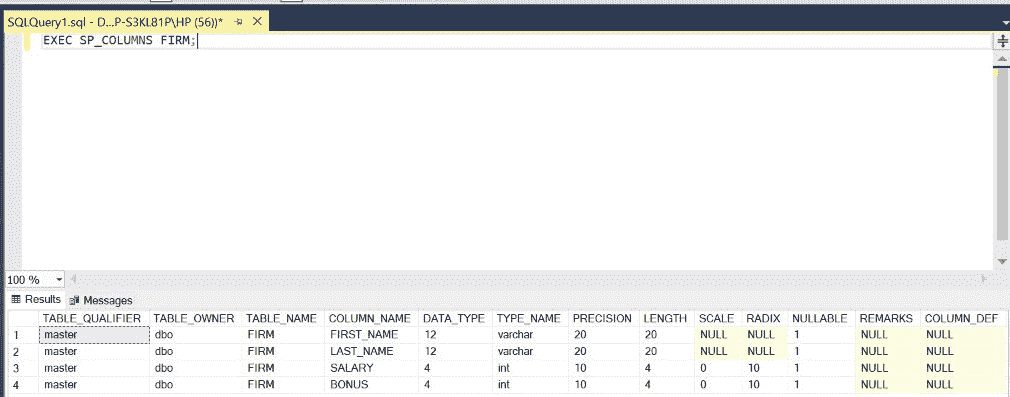 SQLQuery1.sql - D...P-S3KL81P\HP (56))*
EXEC SP_COLUMNS FIRM;
100 %
Results Messages
TABLE_QUALIFIER TABLE_OWNER TABLE_NAME COLUMN_NAME DATA_TYPE TYPE_NAME PRECISION LENGTH SCALE RADIX NULLABLE REMARKS COLUMN_DEF
1 master dbo FIRM FIRST_NAME 12 varchar 20 20 NULL NULL 1 NULL NULL
2 master dbo FIRM LAST_NAME 12 varchar 20 20 NULL NULL 1 NULL NULL
3 master dbo FIRM SALARY 4 int 10 4 0 10 1 NULL NULL
4 master dbo FIRM BONUS 4 int 10 4 0 10 1 NULL NULL